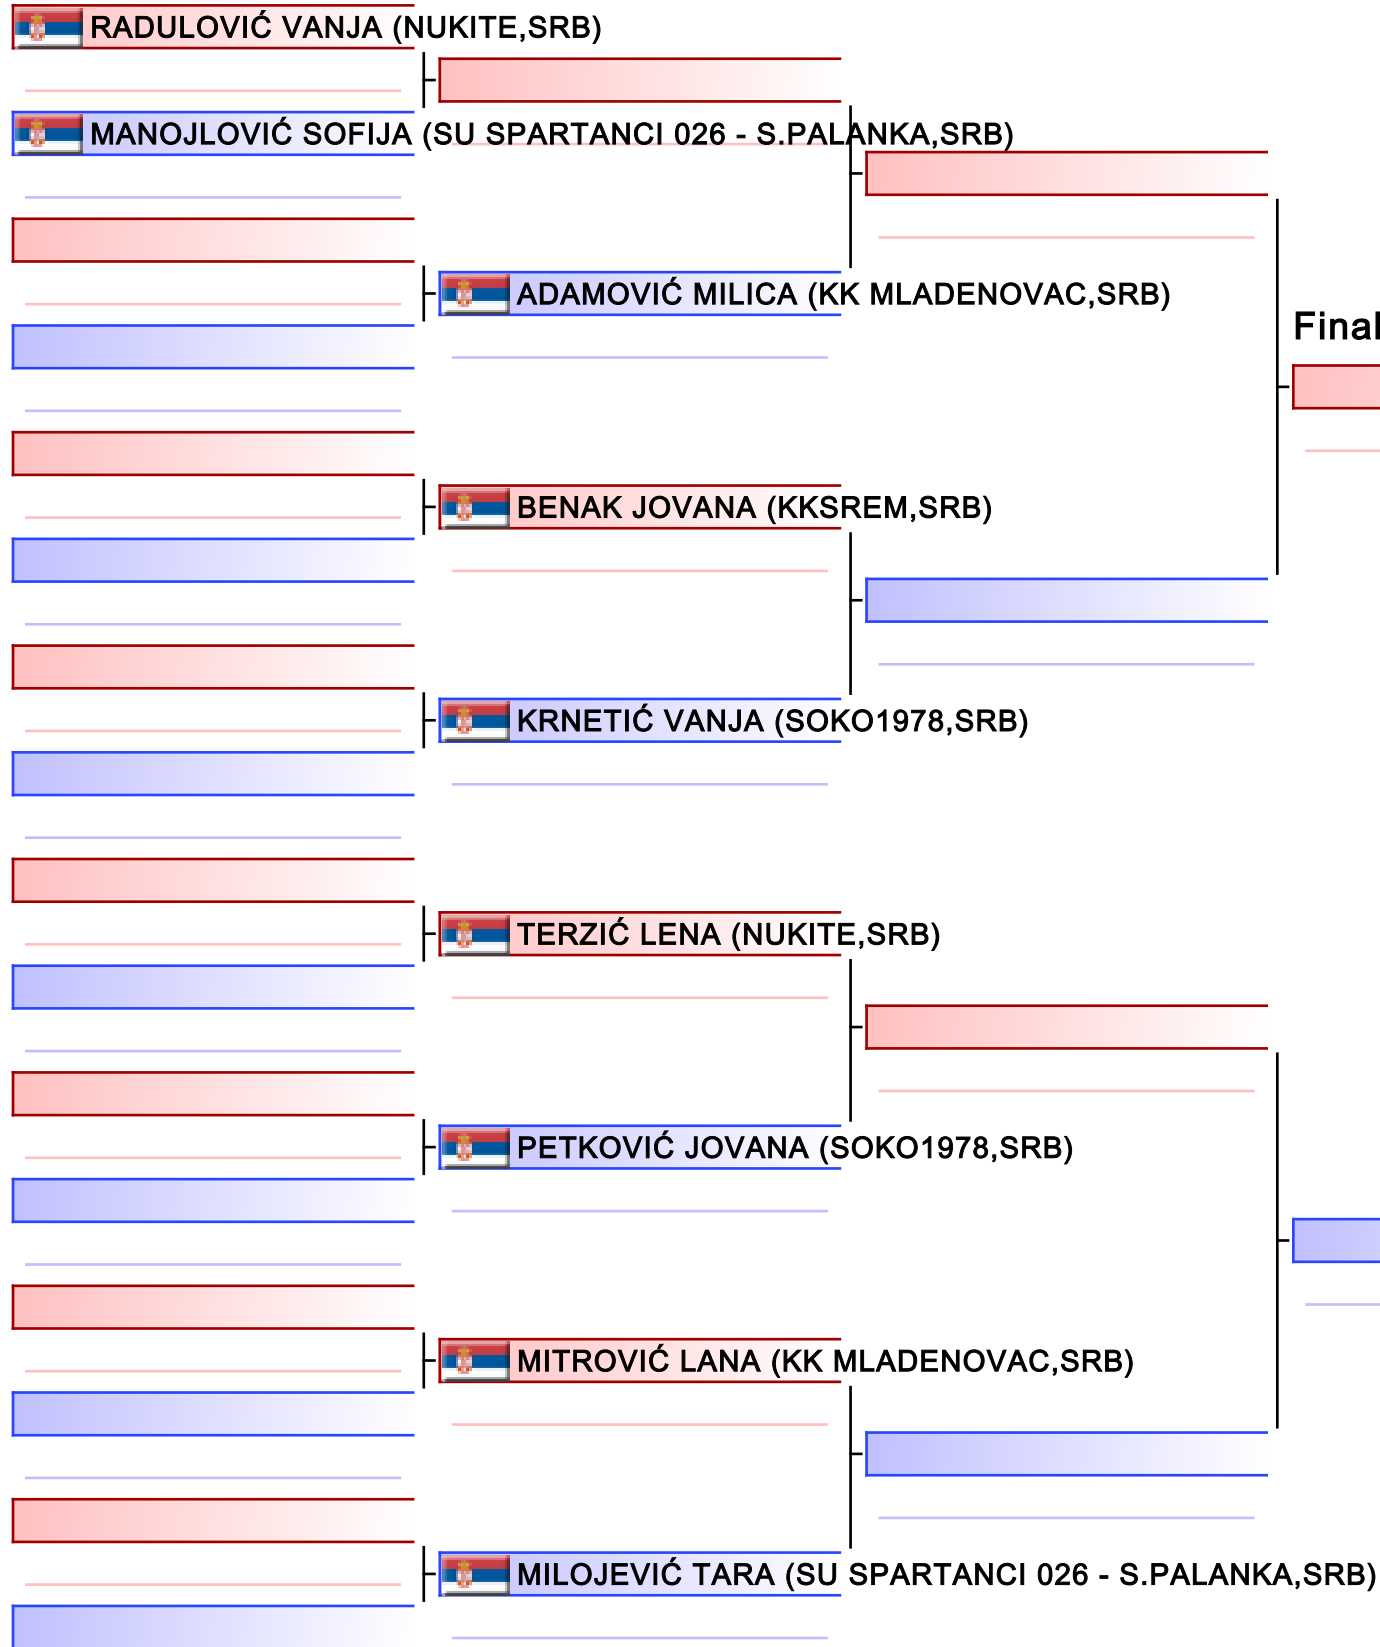 RADULOVIĆ VANJA (NUKITE,SRB)
MANOJLOVIĆ SOFIJA (SU SPARTANCI 026 - S.PALANKA,SRB)
ADAMOVIĆ MILICA (KK MLADENOVAC,SRB)
Final
BENAK JOVANA (KKSREM,SRB)
KRNETIĆ VANJA (SOKO1978,SRB)
TERZIĆ LENA (NUKITE,SRB)
PETKOVIĆ JOVANA (SOKO1978,SRB)
MITROVIĆ LANA (KK MLADENOVAC,SRB)
MILOJEVIĆ TARA (SU SPARTANCI 026 - S.PALANKA,SRB)